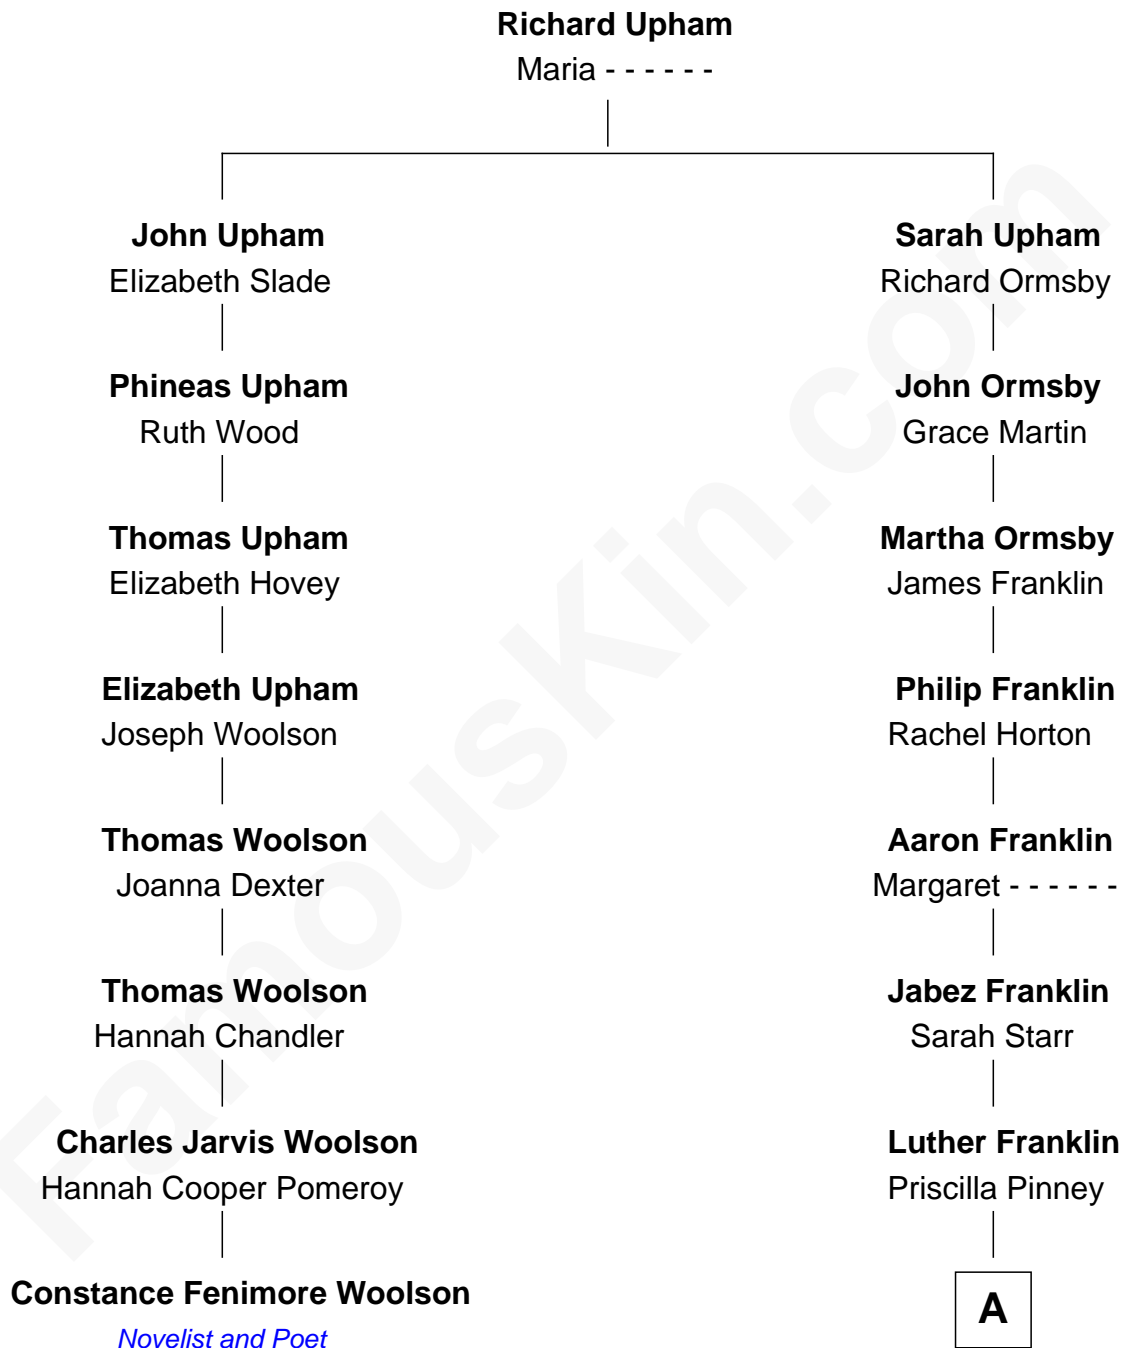 Richard Upham
Maria - - - - - -
John Upham
Elizabeth Slade
Sarah Upham
Richard Ormsby
Phineas Upham
Ruth Wood
John Ormsby
Grace Martin
Thomas Upham
Elizabeth Hovey
Martha Ormsby
James Franklin
Elizabeth Upham
Joseph Woolson
Philip Franklin
Rachel Horton
Thomas Woolson
Joanna Dexter
Aaron Franklin
Margaret - - - - - -
Thomas Woolson
Hannah Chandler
Jabez Franklin
Sarah Starr
Charles Jarvis Woolson
Hannah Cooper Pomeroy
Luther Franklin
Priscilla Pinney
Constance Fenimore Woolson
Novelist and Poet
A
FamousKin.com